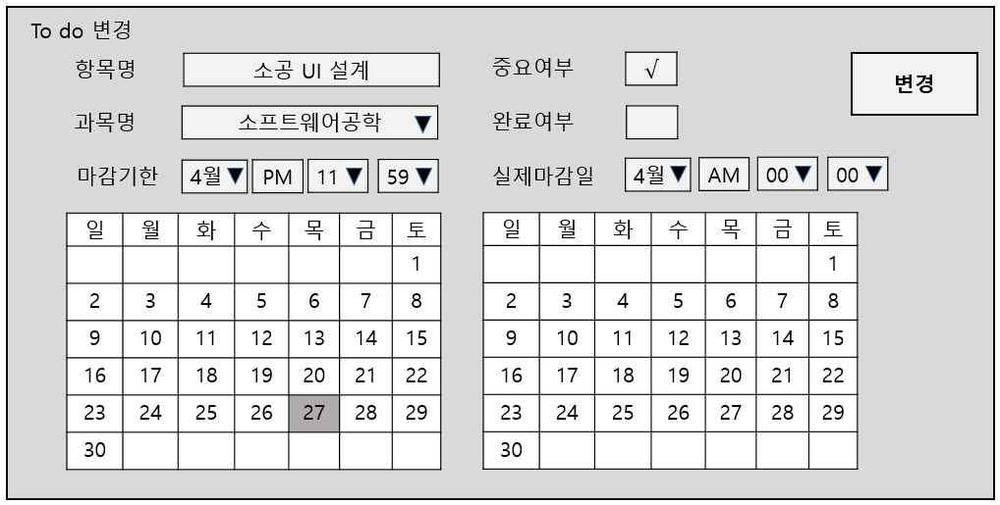 To do 변경
항목명 소공 UI 설계 중요여부 √ 변경
과목명 소프트웨어공학 ▼ 완료여부
마감기한 4월▼ PM 11▼ 59▼ 실제마감일 4월▼ AM 00▼ 00▼
일 월 화 수 목 금 토
1
2 3 4 5 6 7 8
9 10 11 12 13 14 15
16 17 18 19 20 21 22
23 24 25 26 27 28 29
30
일 월 화 수 목 금 토
1
2 3 4 5 6 7 8
9 10 11 12 13 14 15
16 17 18 19 20 21 22
23 24 25 26 27 28 29
30